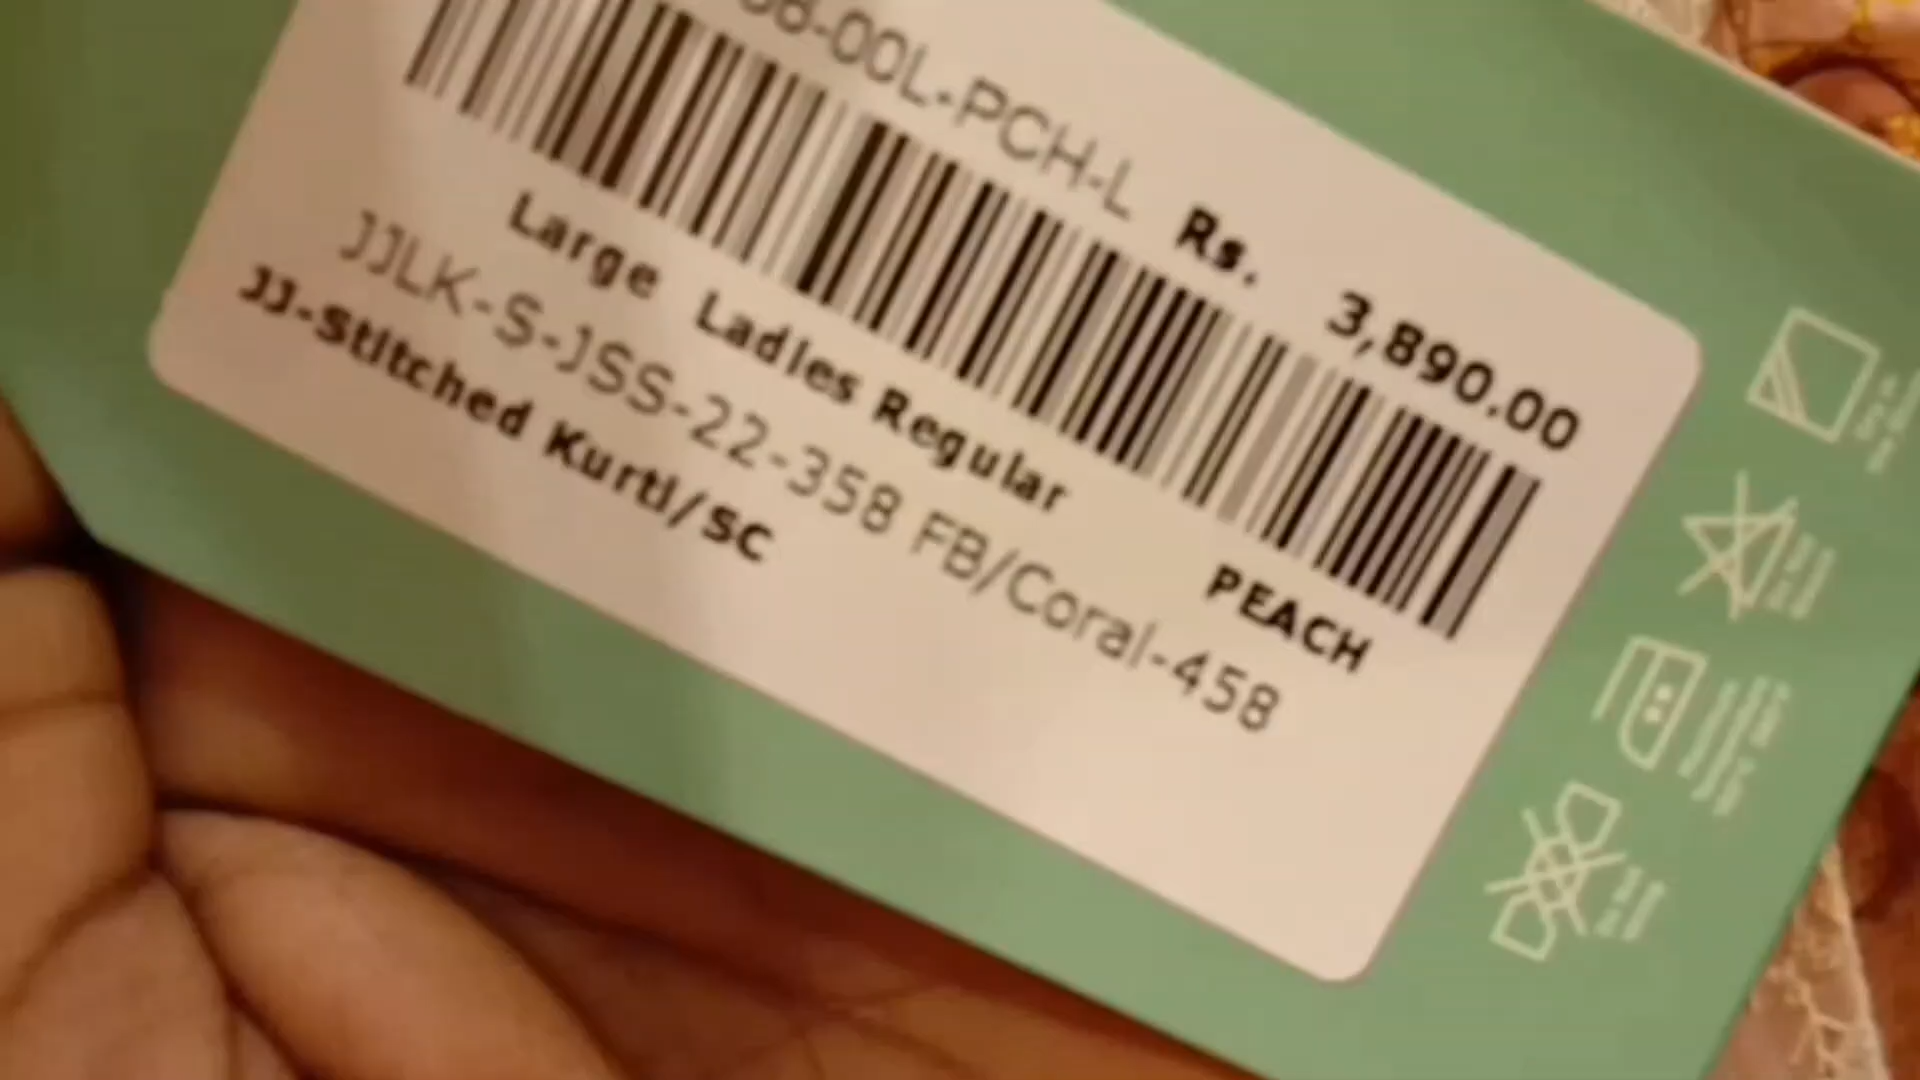 8-00L-PCH-L
Rs. 3,890.00
Large Ladies Regular
PEACH
JJLK-S-JSS-22-358 FB/Coral-458
JJ-Stitched Kurti/SC